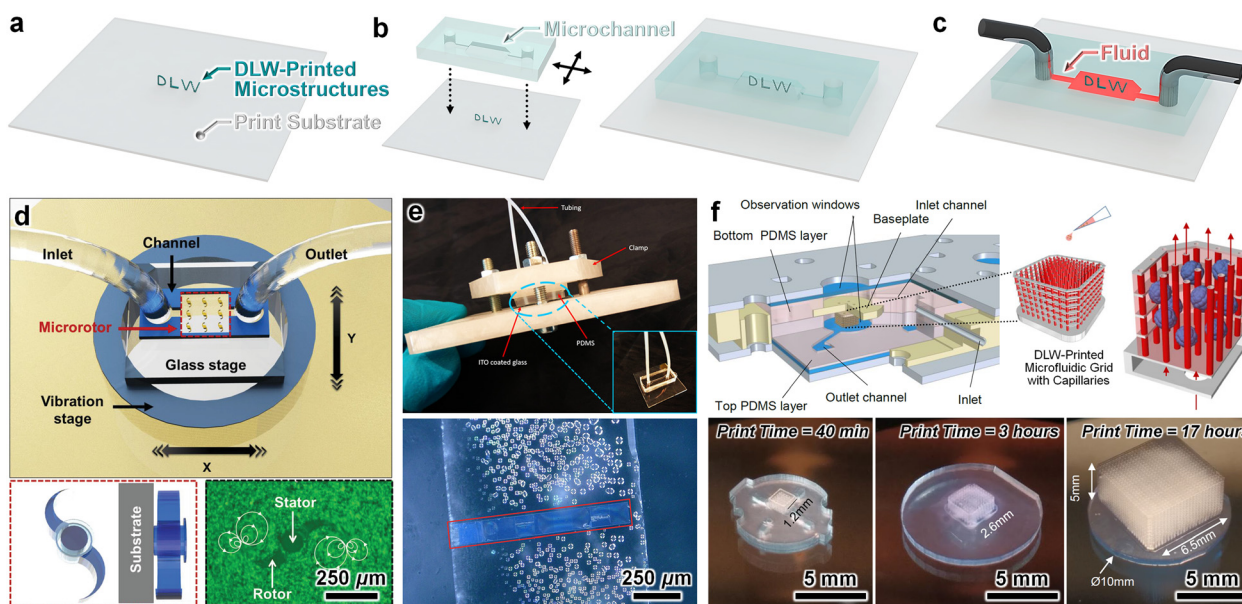 a
DLW
DLW-Printed
Microstructures
Print Substrate
b
Microchannel
DLW
DLW
c
Fluid
DLW
d
Inlet
Channel
Outlet
Microrotor
Y
Glass stage
Vibration
stage
X
Substrate
Stator
Rotor
250 µm
e
Tubing
Clamp
ITO coated glass
PDMS
250 µm
f
Observation windows
Baseplate
Inlet channel
Bottom PDMS layer
Top PDMS layer
Outlet channel
Inlet
DLW-Printed
Microfluidic Grid
with Capillaries
Print Time = 40 min
1.2mm
5 mm
Print Time = 3 hours
2.6mm
5 mm
Print Time = 17 hours
5mm
6.5mm
Ø10mm
5 mm